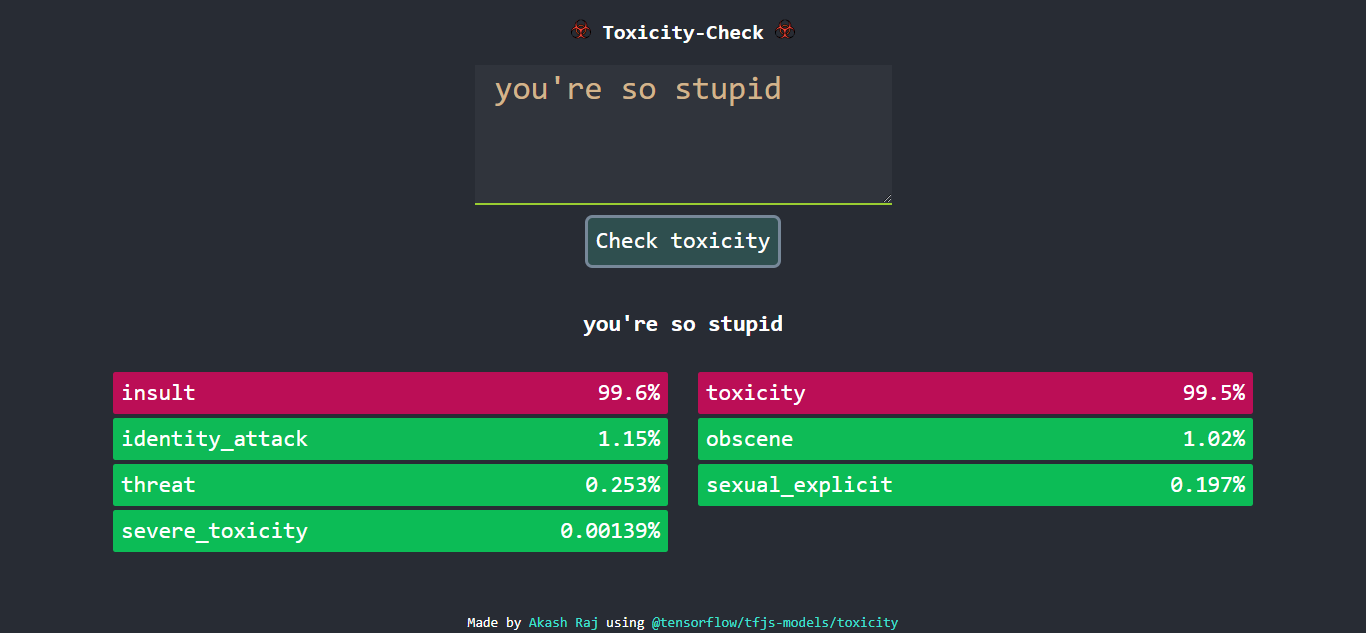 ☣ Toxicity-Check ☣
you're so stupid
Check toxicity
you're so stupid
insult 99.6% toxicity 99.5%
identity_attack 1.15% obscene 1.02%
threat 0.253% sexual_explicit 0.197%
severe_toxicity 0.00139%
Made by Akash Raj using @tensorflow/tfjs-models/toxicity